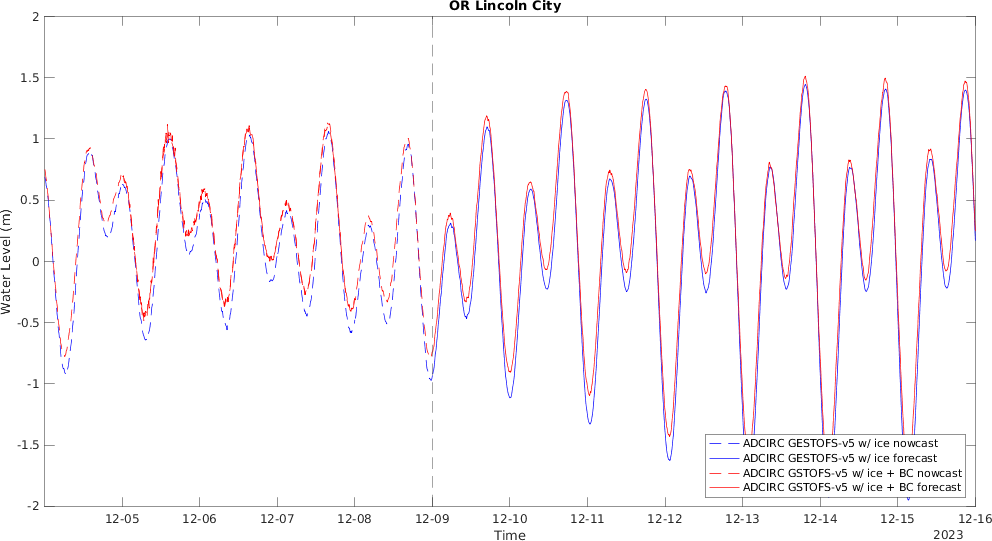 OR Lincoln City
2
1.5
1
0.5
0
-0.5
-1
-1.5
-2
Water Level (m)
12-05 12-06 12-07 12-08 12-09 12-10 12-11 12-12 12-13 12-14 12-15 12-16
Time
2023
ADCIRC GESTOFS-v5 w/ ice nowcast
ADCIRC GESTOFS-v5 w/ ice forecast
ADCIRC GSTOFS-v5 w/ ice + BC nowcast
ADCIRC GSTOFS-v5 w/ ice + BC forecast